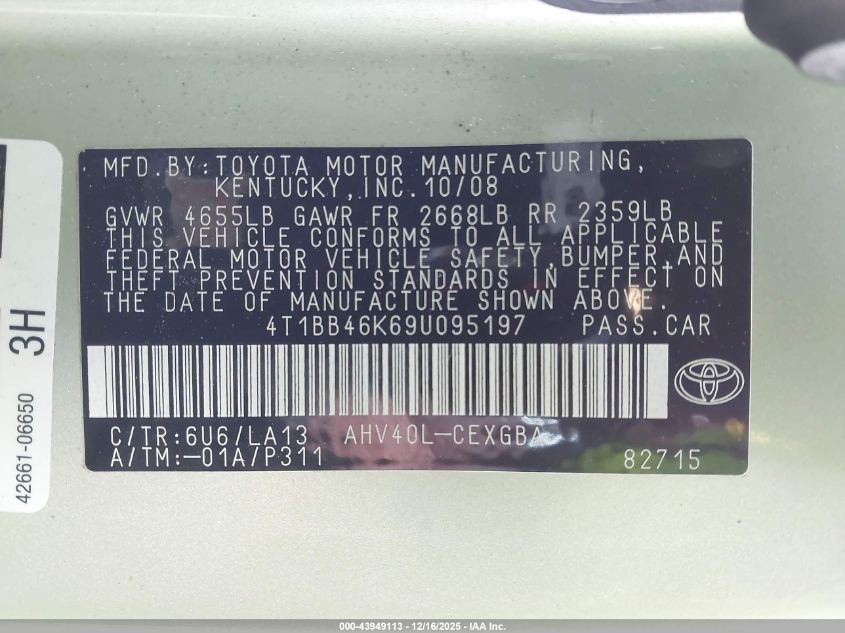 MFD.BY:TOYOTA MOTOR MANUFACTURING,
KENTUCKY,INC.10/08
GVWR 4655LB GAWR FR 2668LB RR 2359LB
THIS VEHICLE CONFORMS TO ALL APPLICABLE
FEDERAL MOTOR VEHICLE SAFETY,BUMPER,AND
THEFT PREVENTION STANDARDS IN EFFECT ON
THE DATE OF MANUFACTURE SHOWN ABOVE.
4T1BB46K69U095197 PASS.CAR
C/TR:6U6/LA13 AHV40L-CEXGBA
A/TM:-01A/P311 82715
3H
42661-06650
000-43949113 - 12/16/2025 - IAA Inc.